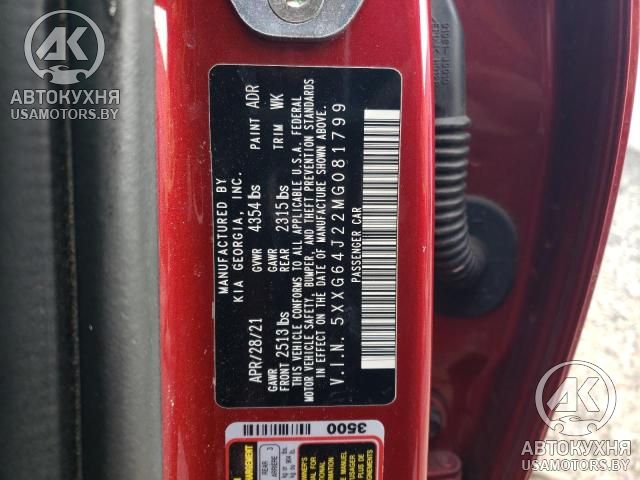 AK
АВТОКУХНЯ
USAMOTORS.BY
MANUFACTURED BY
KIA GEORGIA, INC.
APR/28/21 GVWR 4354 lbs PAINT ADR
GAWR FRONT 2513 lbs GAWR REAR 2315 lbs TRIM WK
THIS VEHICLE CONFORMS TO ALL APPLICABLE U.S.A. FEDERAL
MOTOR VEHICLE SAFETY, BUMPER, AND THEFT PREVENTION STANDARDS
IN EFFECT ON THE DATE OF MANUFACTURE SHOWN ABOVE.
V.I.N. 5XXG64J22MG081799
PASSENGER CAR
3500
REAR
ARRIERE
3
AK
АВТОКУХНЯ
USAMOTORS.BY